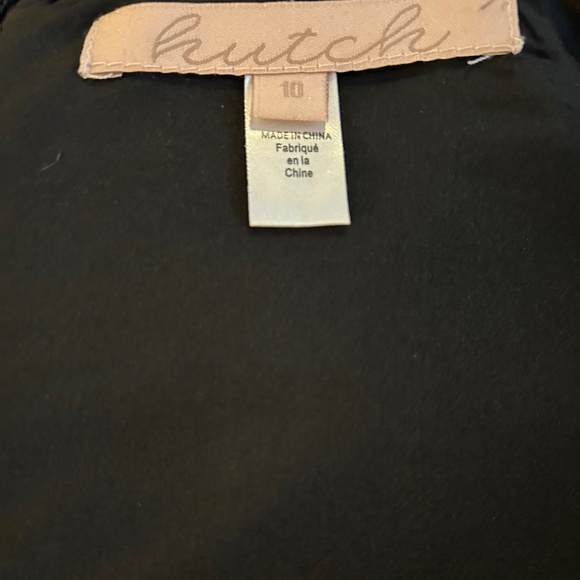 hutch
10
MADE IN CHINA
Fabriqué
en la
Chine